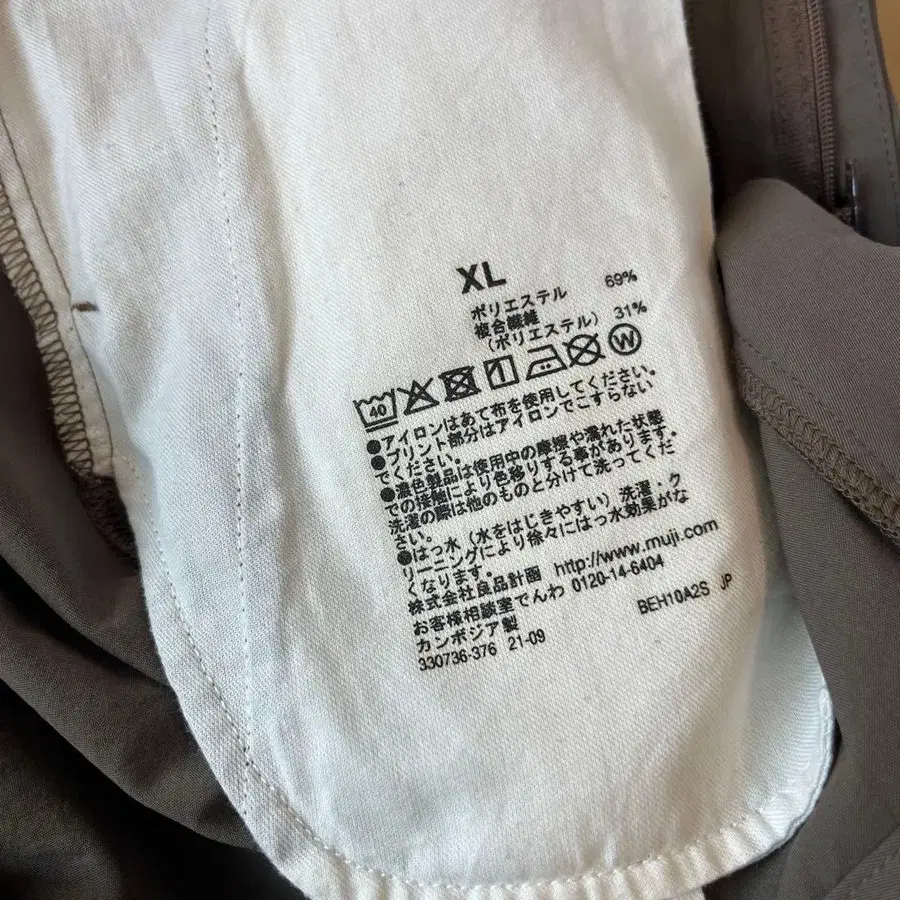 XL
ポリエステル 69%
複合繊維
(ポリエステル) 31%
40 W
●アイロンはあて布を使用してください。
●プリント部分はアイロンでこすらない
でください。
●濃色製品は使用中の摩擦や濡れた状態
での接触により色移りする事があります。
洗濯の際は他のものと分けて洗ってくだ
さい。
●はっ水（水をはじきやすい）洗濯・ク
リーニングにより徐々にはっ水効果がな
くなります。
株式会社良品計画 http://www.muji.com
お客様相談室でんわ 0120-14-6404
カンボジア製 BEH10A2S JP
330736-376 21-09